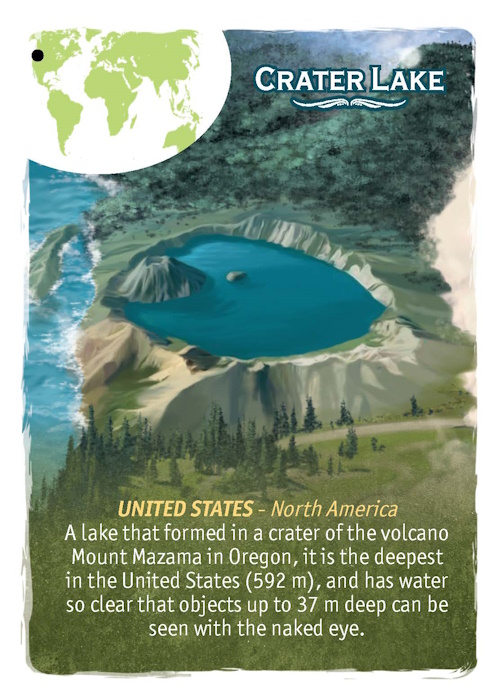 CRATER LAKE
UNITED STATES - North America
A lake that formed in a crater of the volcano
Mount Mazama in Oregon, it is the deepest
in the United States (592 m), and has water
so clear that objects up to 37 m deep can be
seen with the naked eye.